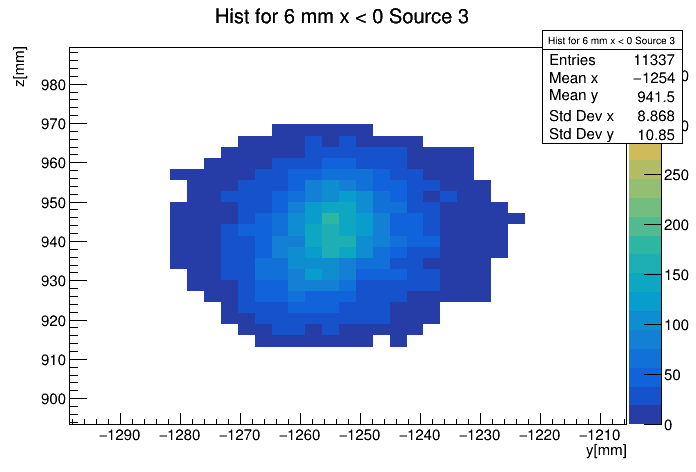 Hist for 6 mm x < 0 Source 3
z[mm]
Hist for 6 mm x < 0 Source 3
Entries 11337
Mean x −1254
Mean y 941.5
Std Dev x 8.868
Std Dev y 10.85
980
970
960
950
940
930
920
910
900
250
200
150
100
50
0
−1290 −1280 −1270 −1260 −1250 −1240 −1230 −1220 −1210
y[mm]